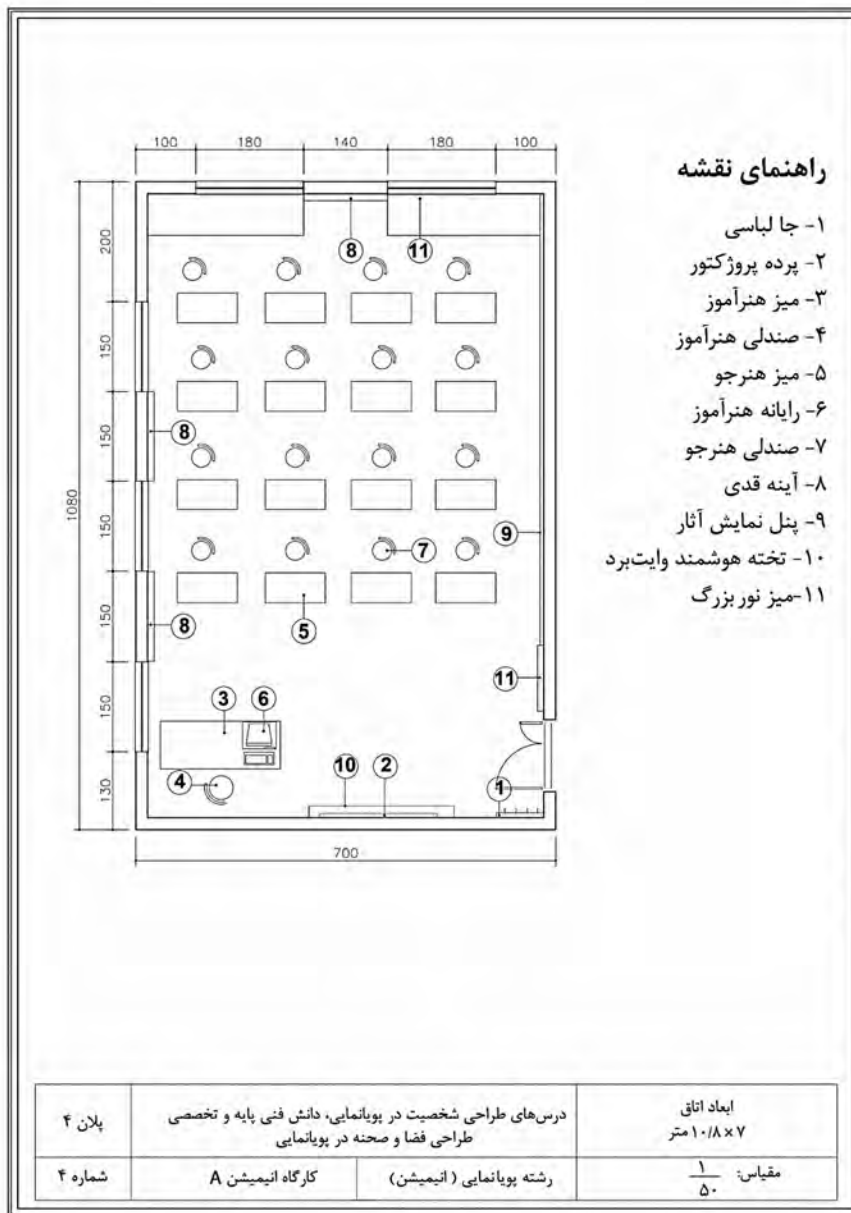 100 180 140 180 100
راهنمای نقشه
۱- جا لباسی
۲- پرده پروژکتور
۳- میز هنرآموز
۴- صندلی هنرآموز
۵- میز هنرجو
۶- رایانه هنرآموز
۷- صندلی هنرجو
۸- آینه قدی
۹- پنل نمایش آثار
۱۰- تخته هوشمند وایت‌برد
۱۱-میز نور بزرگ
8 11
200
150
150
8
1080
150
9
7
150
8
5
11
150
3 6
4
10 2 1
130
700
ابعاد اتاق
۱۰/۸×۷ متر
درس‌های طراحی شخصیت در پویانمایی، دانش فنی پایه و تخصصی
طراحی فضا و صحنه در پویانمایی
پلان ۴
مقیاس: ۱/۵۰
رشته پویانمایی ( انیمیشن)
کارگاه انیمیشن A
شماره ۴